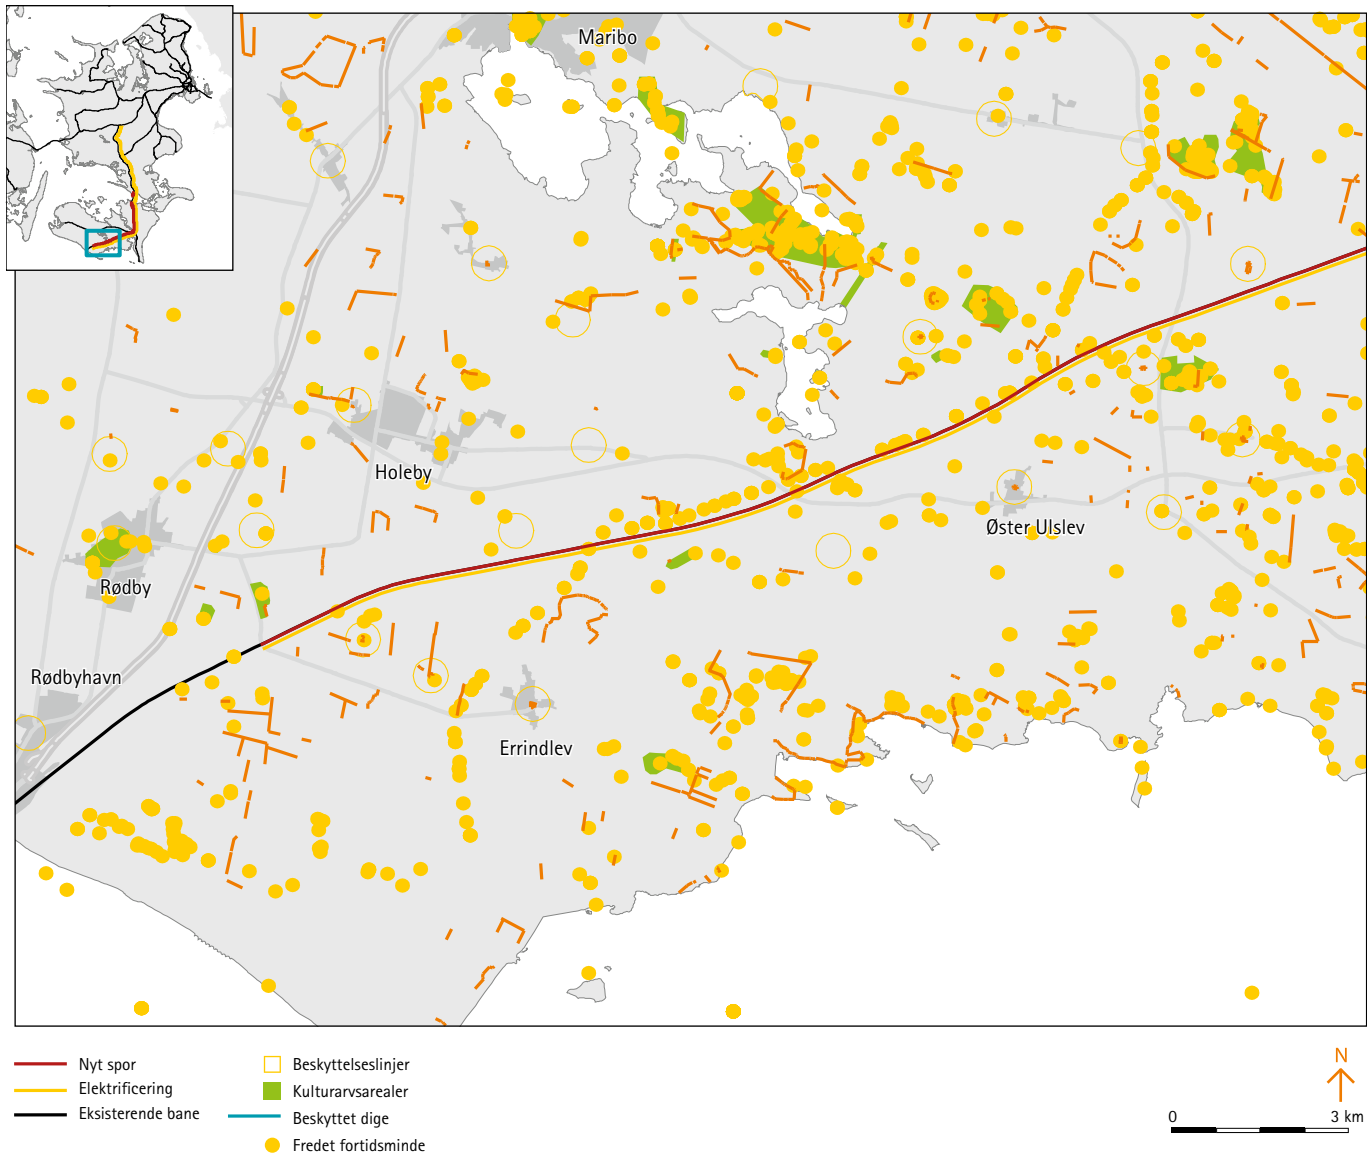 Maribo
Holeby
Øster Ulslev
Rødby
Rødbyhavn
Errindlev
Nyt spor
Elektrificering
Eksisterende bane
Beskyttelseslinjer
Kulturarvsarealer
Beskyttet dige
Fredet fortidsminde
N
0 3 km